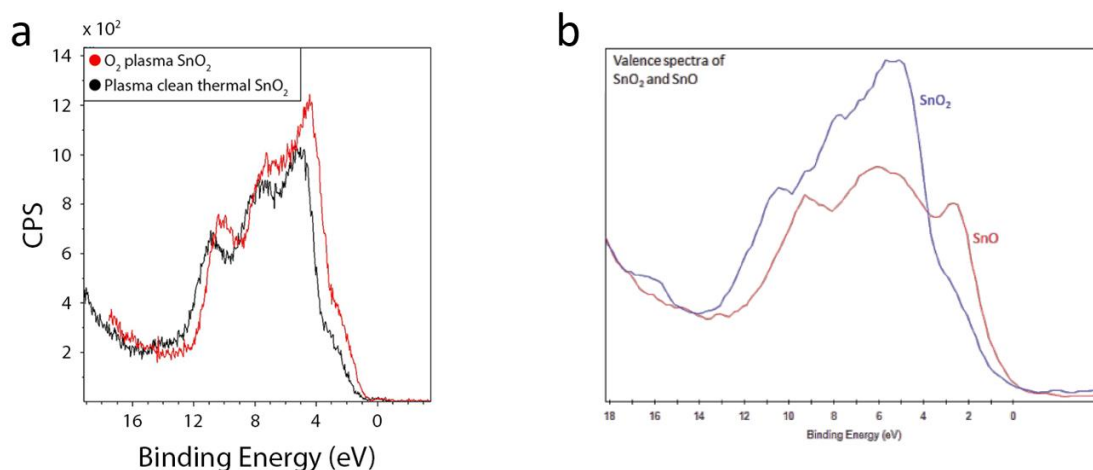 a
x 10²
O₂ plasma SnO₂
Plasma clean thermal SnO₂
14
12
10
8
6
4
2
CPS
16 12 8 4 0
Binding Energy (eV)
b
Valence spectra of
SnO₂ and SnO
SnO₂
SnO
18 16 14 12 10 8 6 4 2 0
Binding Energy (eV)